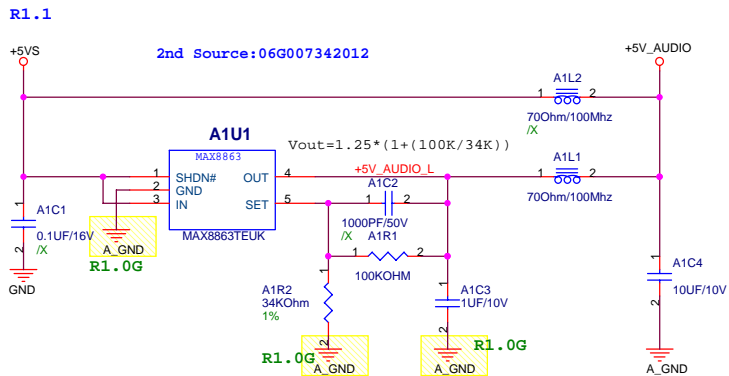 R1.1
+5VS
2nd Source:06G007342012
+5V_AUDIO
A1L2
1 2
70Ohm/100Mhz
/X
A1U1
MAX8863
Vout=1.25*(1+(100K/34K))
1 SHDN# OUT 4
2 GND
3 IN SET 5
MAX8863TEUK
+5V_AUDIO_L
A1L1
1 2
70Ohm/100Mhz
A1C2
1 2
1000PF/50V
/X
A1R1
1 2
100KOHM
1
A1C1
0.1UF/16V
/X
2
GND
A_GND
R1.0G
1
A1R2
34KOhm
1%
2
R1.0G
A_GND
1
A1C3
1UF/10V
2
R1.0G
A_GND
1
A1C4
10UF/10V
2
A_GND